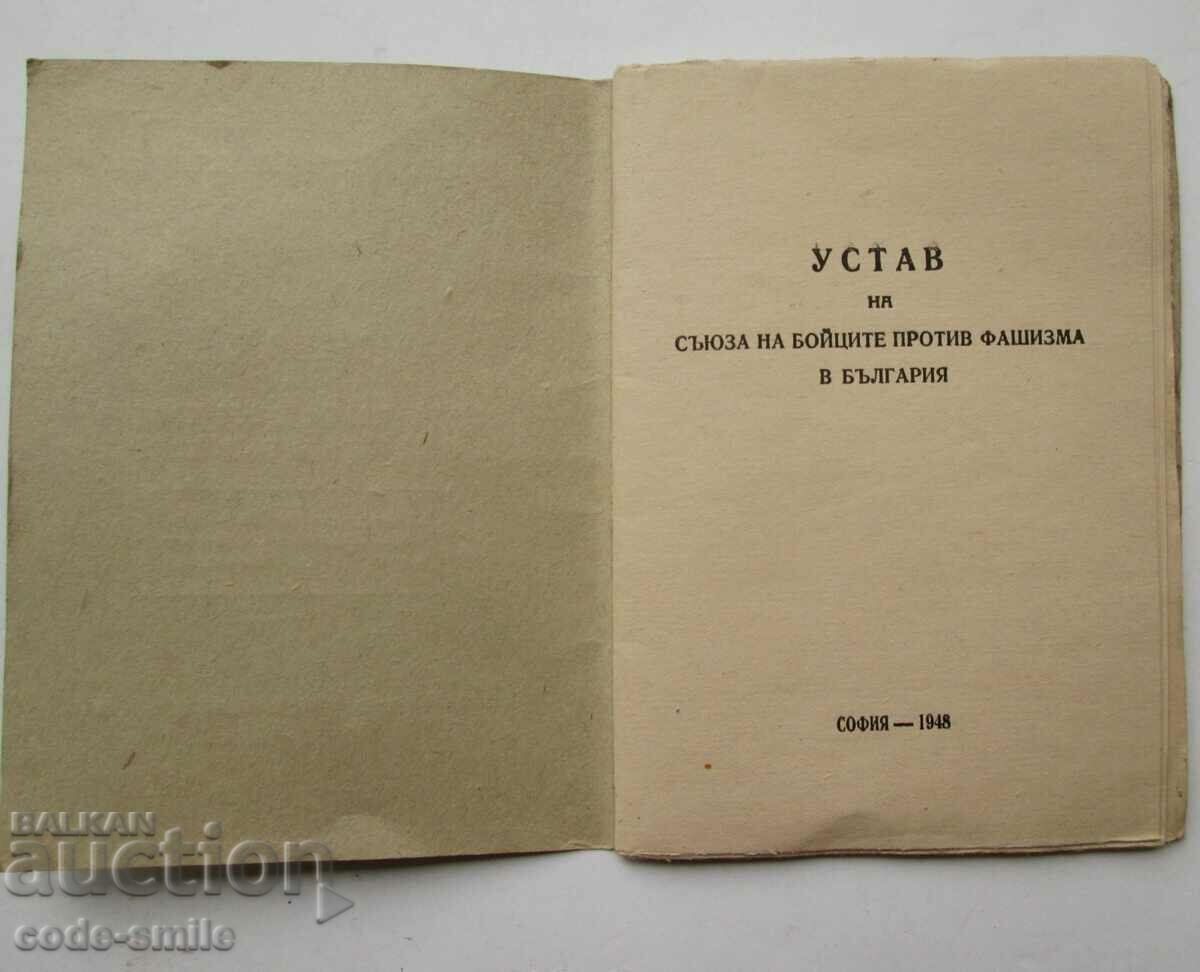 УСТАВ
НА
СЪЮЗА НА БОЙЦИТЕ ПРОТИВ ФАШИЗМА
В БЪЛГАРИЯ
СОФИЯ — 1948
BALKAN
auction
code-smile